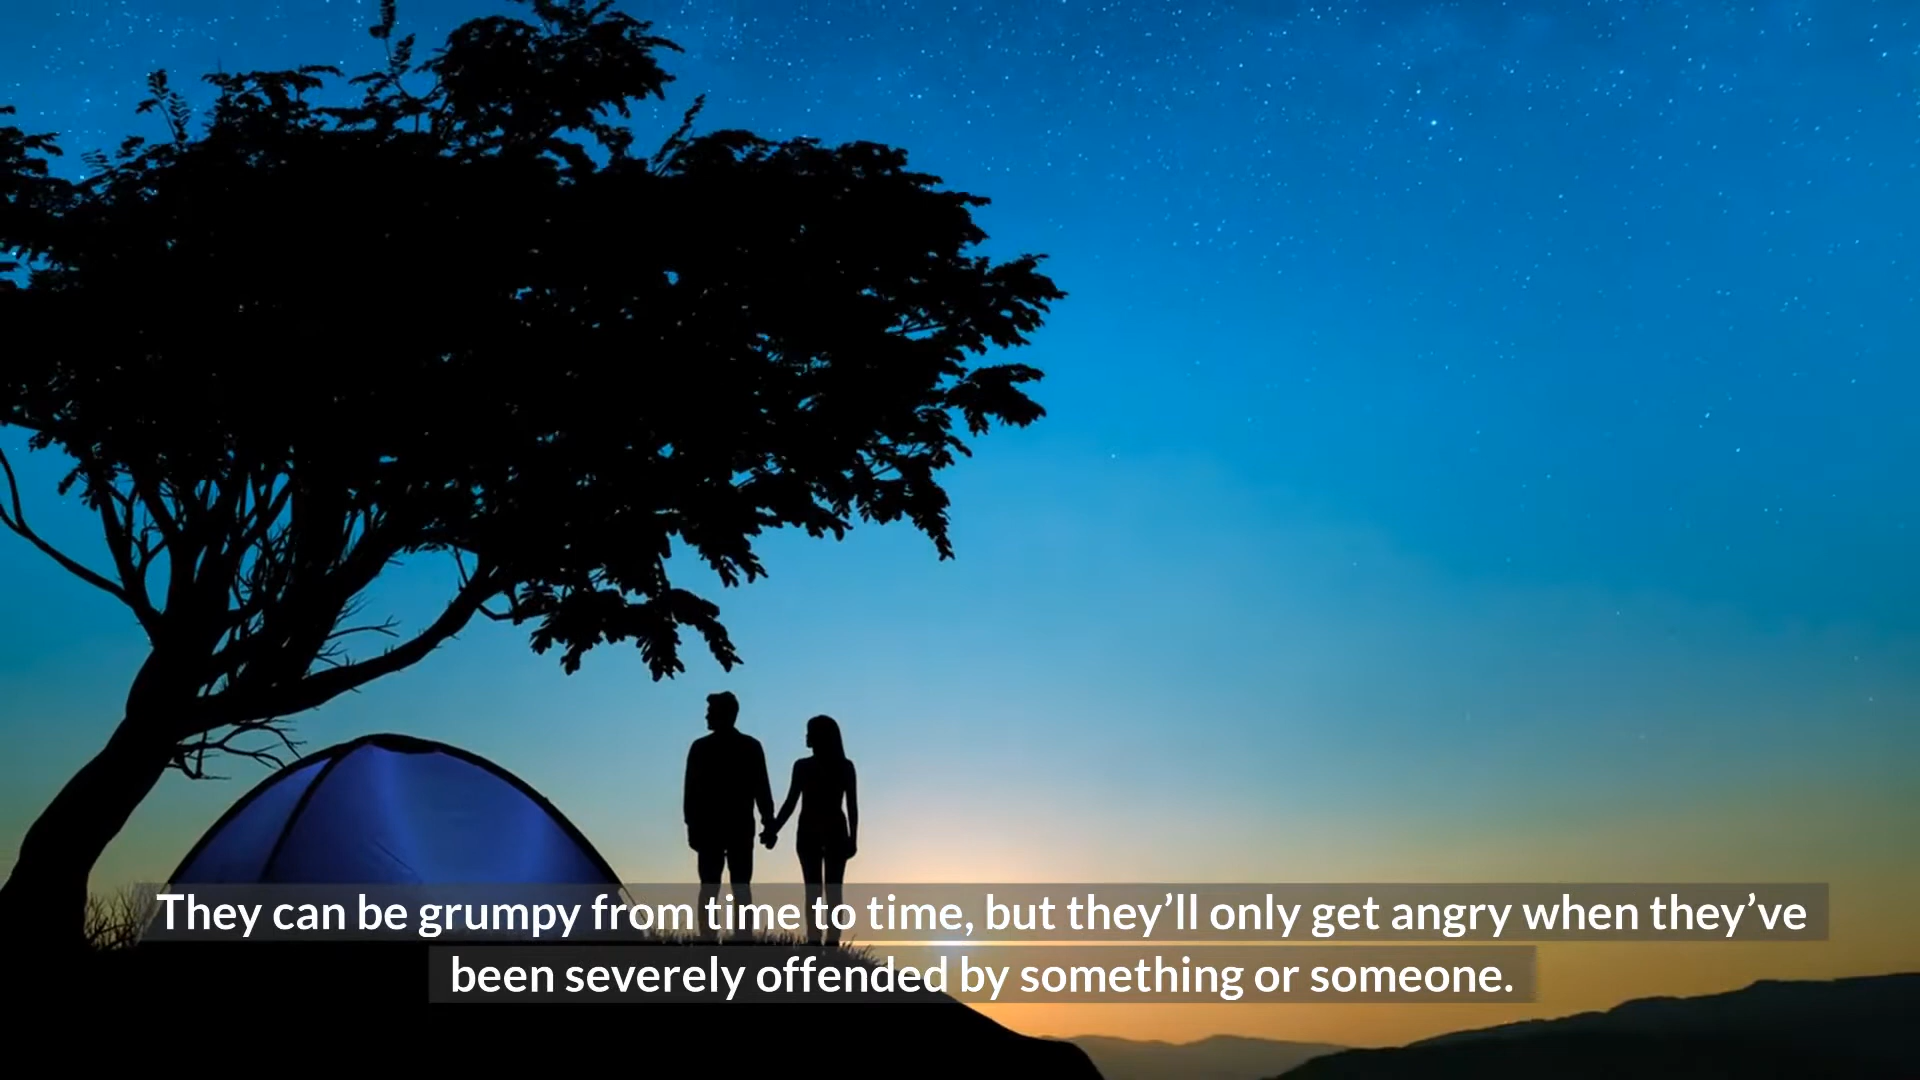 They can be grumpy from time to time, but they’ll only get angry when they’ve
been severely offended by something or someone.